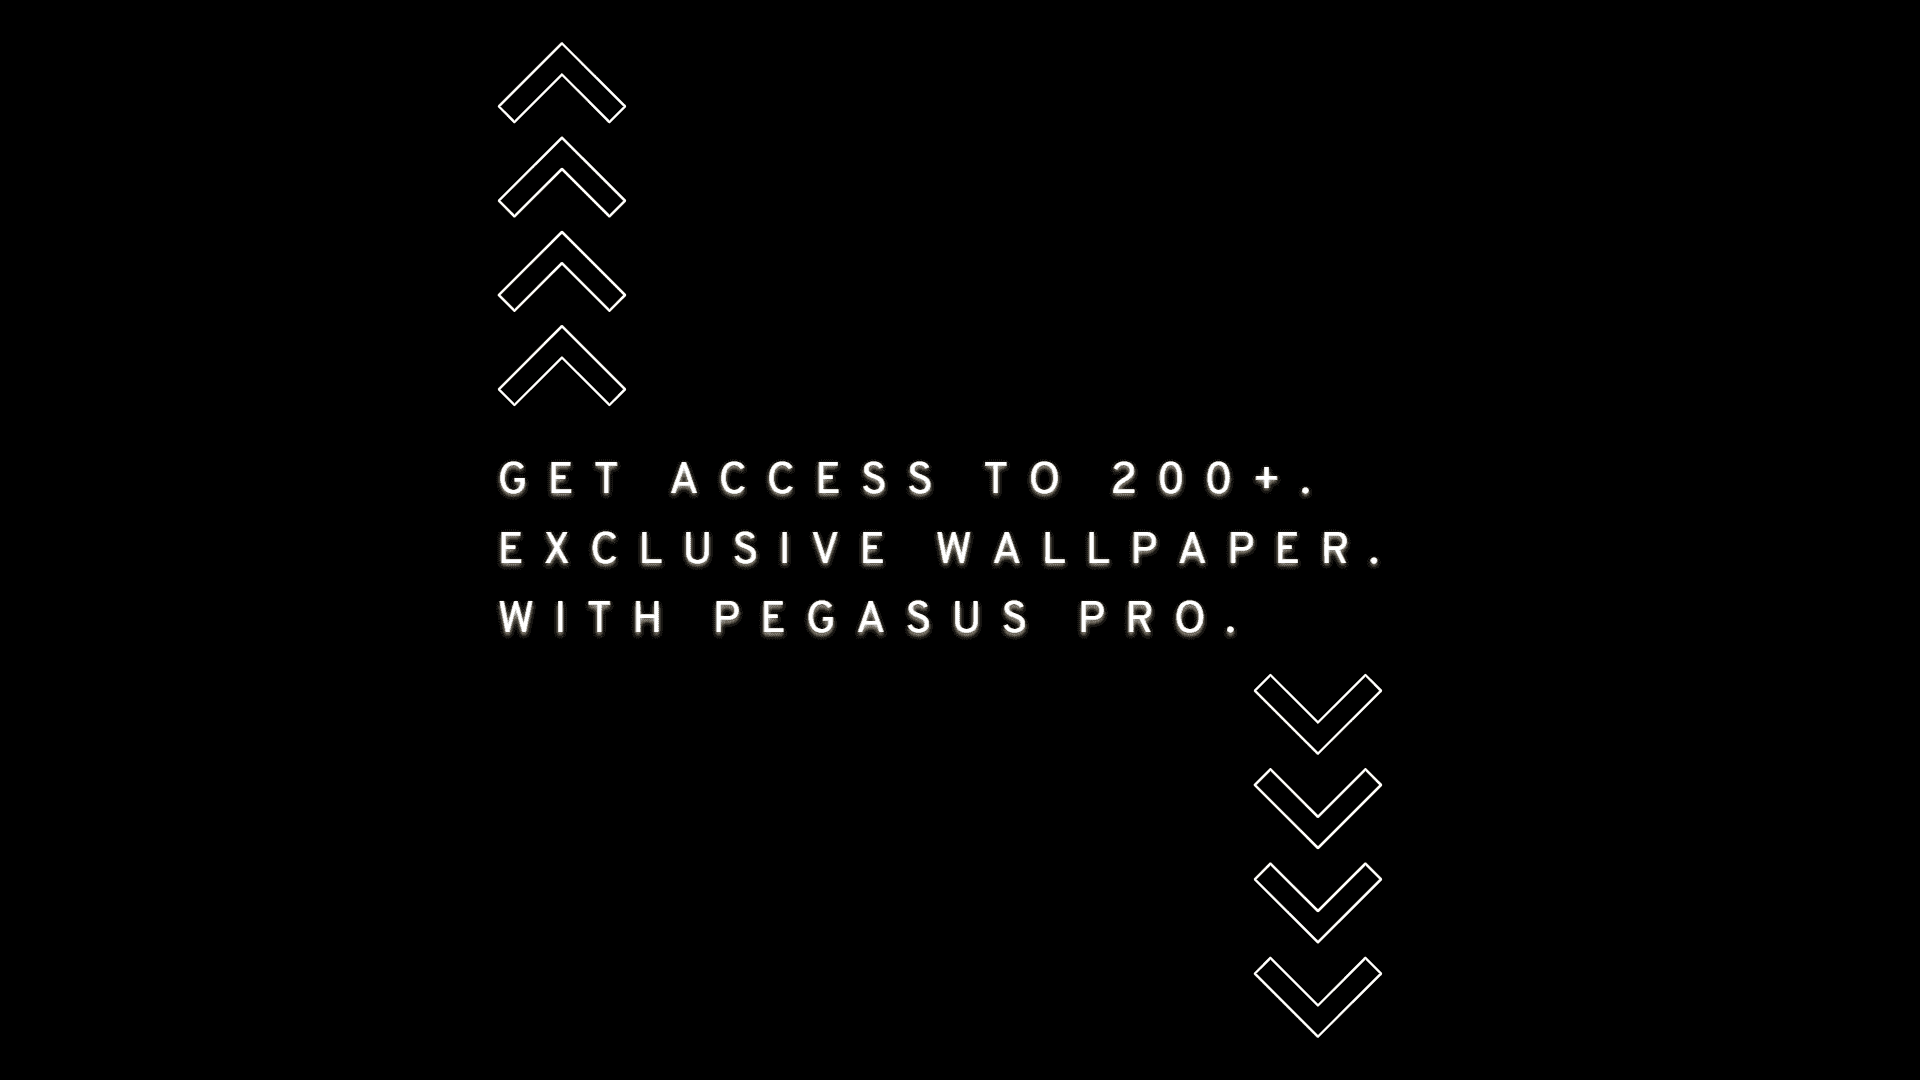 GET ACCESS TO 200+.
EXCLUSIVE WALLPAPER.
WITH PEGASUS PRO.